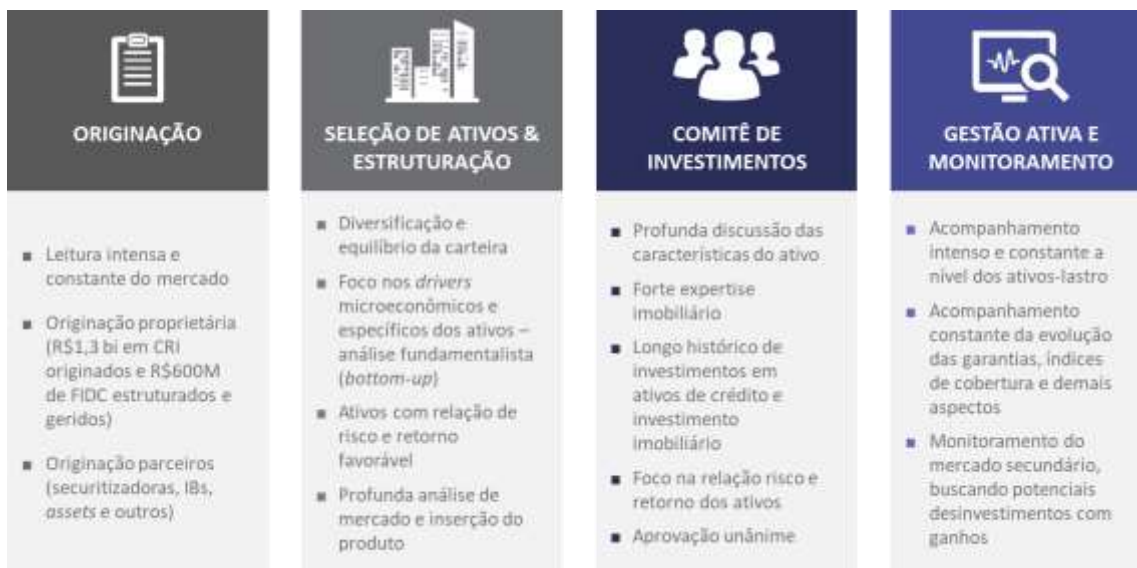 ORIGINAÇÃO
■ Leitura intensa e
constante do mercado
■ Originação proprietária
(R$1,3 bi em CRI
originados e R$600M
de FIDC estruturados e
geridos)
■ Originação parceiros
(securitizadoras, IBs,
assets e outros)
SELEÇÃO DE ATIVOS &
ESTRUTURAÇÃO
■ Diversificação e
equilíbrio da carteira
■ Foco nos drivers
microeconômicos e
específicos dos ativos –
análise fundamentalista
(bottom-up)
■ Ativos com relação de
risco e retorno
favorável
■ Profunda análise de
mercado e inserção do
produto
COMITÊ DE
INVESTIMENTOS
■ Profunda discussão das
características do ativo
■ Forte expertise
imobiliário
■ Longo histórico de
investimentos em
ativos de crédito e
investimento
imobiliário
■ Foco na relação risco e
retorno dos ativos
■ Aprovação unânime
GESTÃO ATIVA E
MONITORAMENTO
■ Acompanhamento
intenso e constante a
nível dos ativos-lastro
■ Acompanhamento
constante da evolução
das garantias, índices
de cobertura e demais
aspectos
■ Monitoramento do
mercado secundário,
buscando potenciais
desinvestimentos com
ganhos